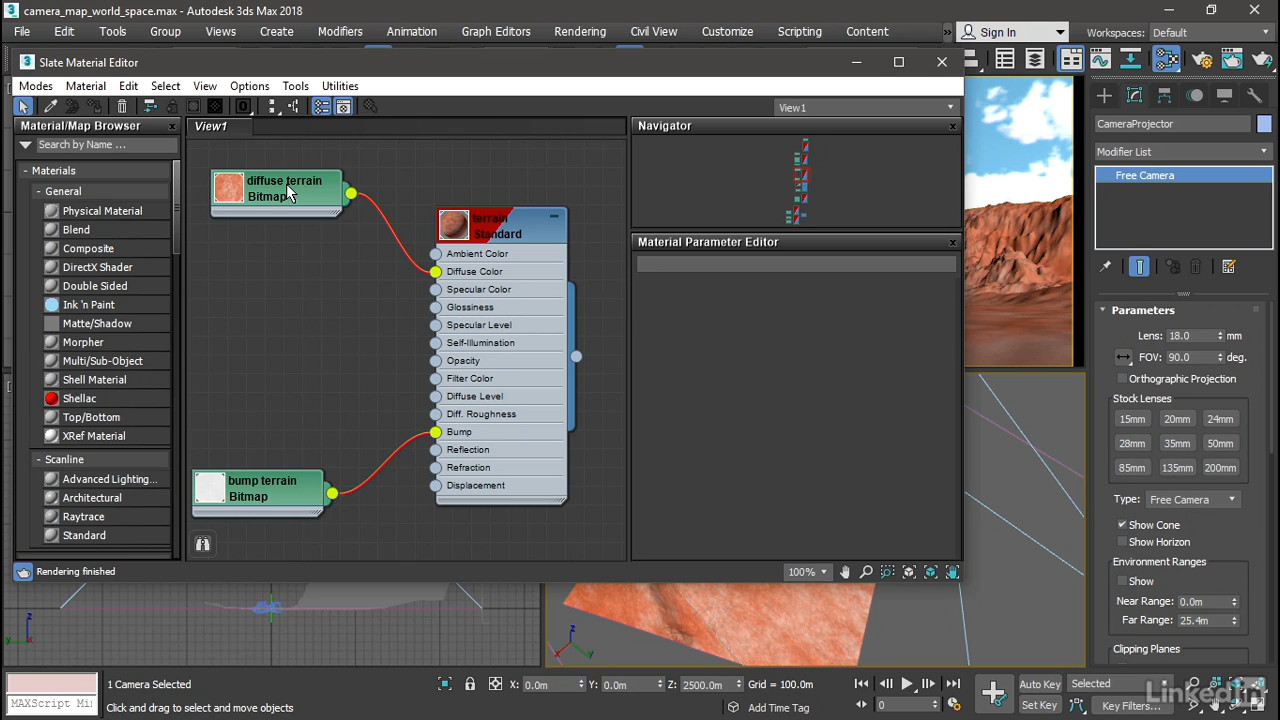 camera_map_world_space.max - Autodesk 3ds Max 2018
File Edit Tools Group Views Create Modifiers Animation Graph Editors Rendering Civil View Customize Scripting Content » Sign In Workspaces: Default
Slate Material Editor
Modes Material Edit Select View Options Tools Utilities
View1
Material/Map Browser
Search by Name ...
- Materials
- General
Physical Material
Blend
Composite
DirectX Shader
Double Sided
Ink 'n Paint
Matte/Shadow
Morpher
Multi/Sub-Object
Shell Material
Shellac
Top/Bottom
XRef Material
- Scanline
Advanced Lighting...
Architectural
Raytrace
Standard
View1
diffuse terrain
Bitmap
bump terrain
Bitmap
terrain
Standard
Ambient Color
Diffuse Color
Specular Color
Glossiness
Specular Level
Self-Illumination
Opacity
Filter Color
Diffuse Level
Diff. Roughness
Bump
Reflection
Refraction
Displacement
Navigator
Material Parameter Editor
Rendering finished
100%
CameraProjector
Modifier List
Free Camera
Parameters
Lens: 18.0 mm
FOV: 90.0 deg.
Orthographic Projection
Stock Lenses
15mm 20mm 24mm
28mm 35mm 50mm
85mm 135mm 200mm
Type: Free Camera
Show Cone
Show Horizon
Environment Ranges
Show
Near Range: 0.0m
Far Range: 25.4m
Clipping Planes
z
y
x
z
x
y
MAXScript Mi
1 Camera Selected
Click and drag to select and move objects
X: 0.0m Y: 0.0m Z: 2500.0m Grid = 100.0m
Add Time Tag
0
Auto Key Selected
Set Key Key Filters...
LinkedIn